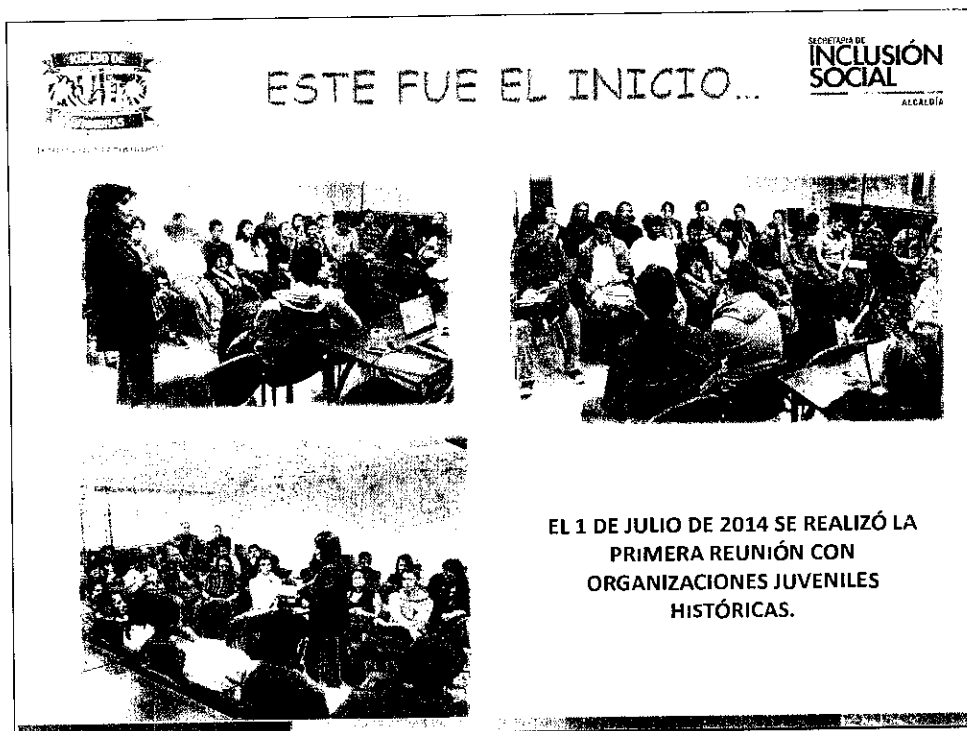 ESTE FUE EL INICIO...
SECRETARÍA DE
INCLUSIÓN
SOCIAL
ALCALDÍA
EL 1 DE JULIO DE 2014 SE REALIZÓ LA
PRIMERA REUNIÓN CON
ORGANIZACIONES JUVENILES
HISTÓRICAS.